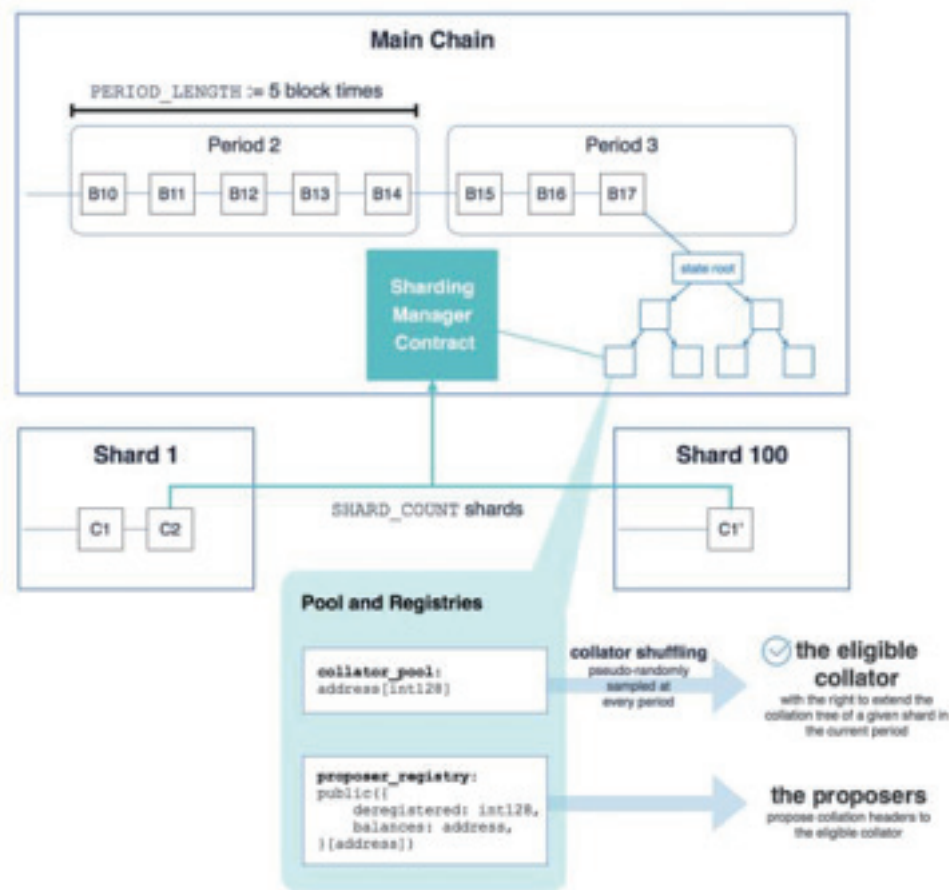 Main Chain
PERIOD_LENGTH := 5 block times
Period 2
Period 3
B10
B11
B12
B13
B14
B15
B16
B17
state root
Sharding
Manager
Contract
Shard 1
Shard 100
SHARD_COUNT shards
C1
C2
C1'
Pool and Registries
collator_pool:
address[int128]
collator shuffling
pseudo-randomly
sampled at
every period
the eligible
collator
with the right to extend the
collation tree of a given shard in
the current period
proposer_registry:
public({
deregistered: int128,
balances: address,
}[address])
the proposers
propose collation headers to
the eligible collator